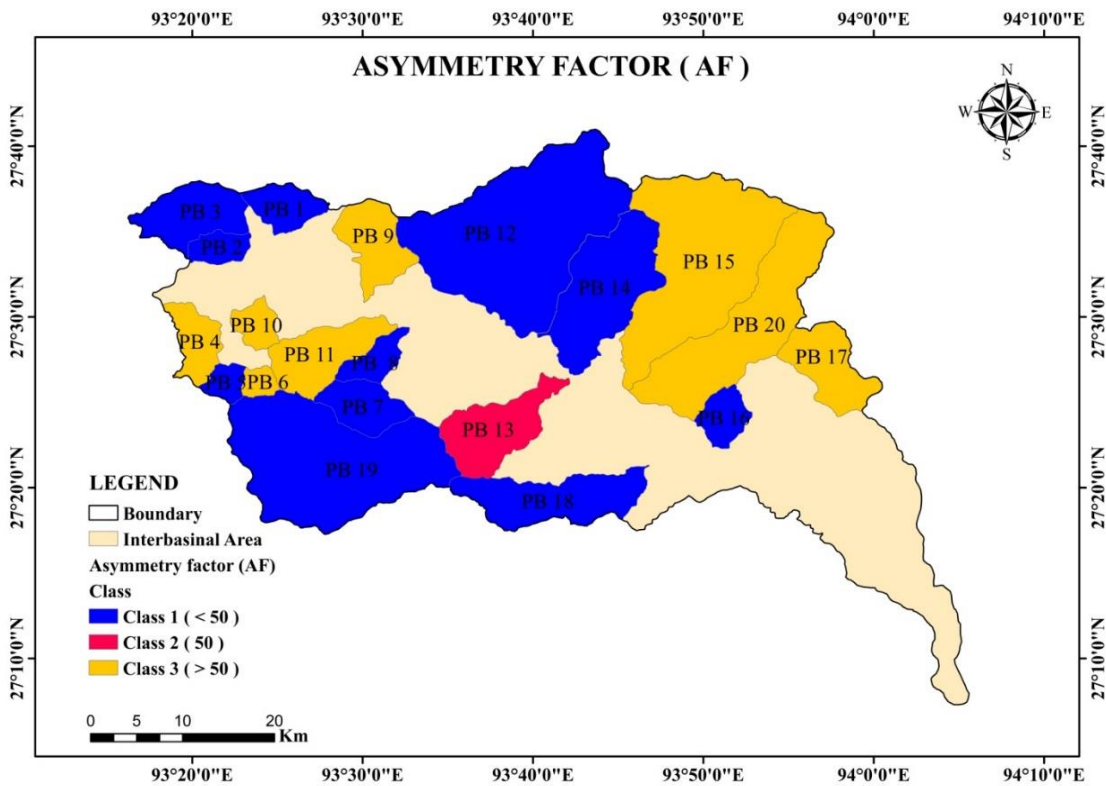 93°20'0"E 93°30'0"E 93°40'0"E 93°50'0"E 94°0'0"E 94°10'0"E
ASYMMETRY FACTOR ( AF )
N
W E
S
27°40'0"N 27°40'0"N
PB 3 PB 1
PB 2
PB 9
PB 12
PB 15
PB 14
27°30'0"N 27°30'0"N
PB 4
PB 10
PB 20
PB 11
PB 17
PB
PB 5
PB 6
PB 7
PB 16
PB 13
PB 19
PB 18
27°20'0"N 27°20'0"N
LEGEND
Boundary
Interbasinal Area
Asymmetry factor (AF)
Class
Class 1 ( < 50 )
Class 2 ( 50 )
Class 3 ( > 50 )
27°10'0"N 27°10'0"N
0 5 10 20
Km
93°20'0"E 93°30'0"E 93°40'0"E 93°50'0"E 94°0'0"E 94°10'0"E